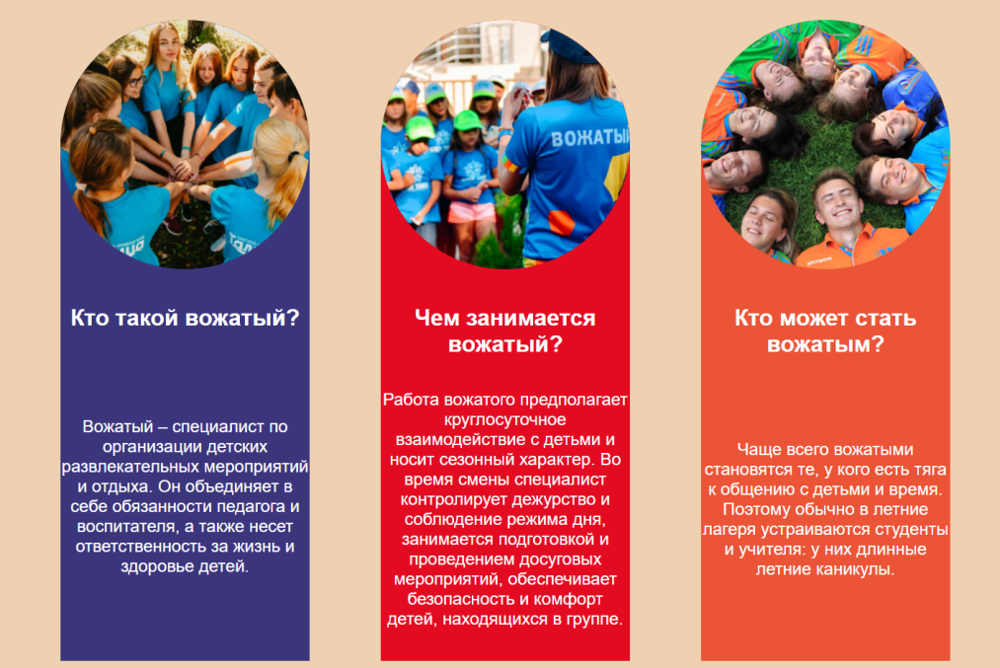 ВОЖАТЫЙ
Кто такой вожатый?
Вожатый – специалист по
организации детских
развлекательных мероприятий
и отдыха. Он объединяет в
себе обязанности педагога и
воспитателя, а также несет
ответственность за жизнь и
здоровье детей.
Чем занимается
вожатый?
Работа вожатого предполагает
круглосуточное
взаимодействие с детьми и
носит сезонный характер. Во
время смены специалист
контролирует дежурство и
соблюдение режима дня,
занимается подготовкой и
проведением досуговых
мероприятий, обеспечивает
безопасность и комфорт
детей, находящихся в группе.
Кто может стать
вожатым?
Чаще всего вожатыми
становятся те, у кого есть тяга
к общению с детьми и время.
Поэтому обычно в летние
лагеря устраиваются студенты
и учителя: у них длинные
летние каникулы.